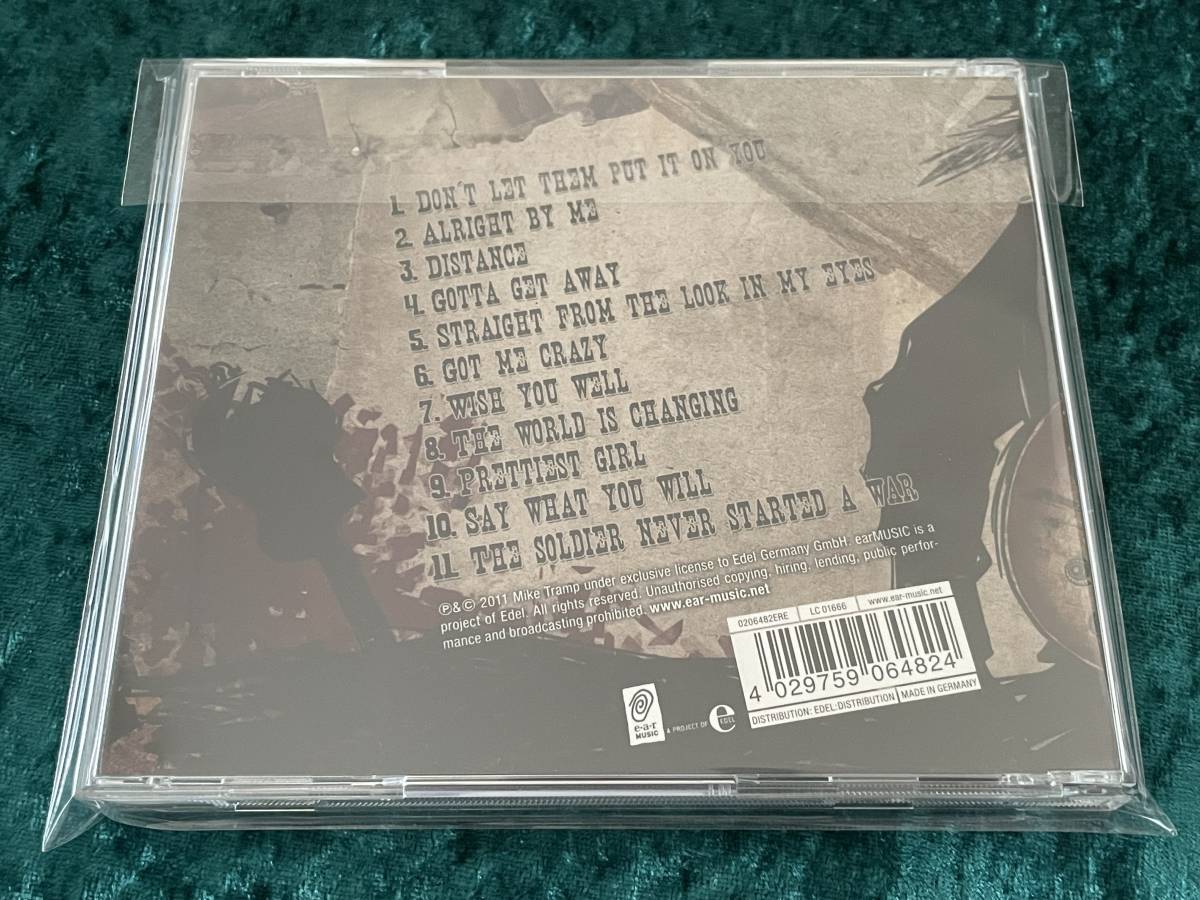 1. DON'T LET THEM PUT IT ON YOU
2. ALRIGHT BY ME
3. DISTANCE
4. GOTTA GET AWAY
5. STRAIGHT FROM THE LOOK IN MY EYES
6. GOT ME CRAZY
7. WISH YOU WELL
8. THE WORLD IS CHANGING
9. PRETTIEST GIRL
10. SAY WHAT YOU WILL
11. THE SOLDIER NEVER STARTED A WAR
℗&© 2011 Mike Tramp under exclusive license to Edel Germany GmbH. earMUSIC is a
project of Edel. All rights reserved. Unauthorised copying, hiring, lending, public perfor-
mance and broadcasting prohibited. www.ear-music.net
0206482ERE LC 01666 www.ear-music.net
4 029759 064824
DISTRIBUTION: EDEL:DISTRIBUTION MADE IN GERMANY
e·a·r
MUSIC
A PROJECT OF
e EDEL